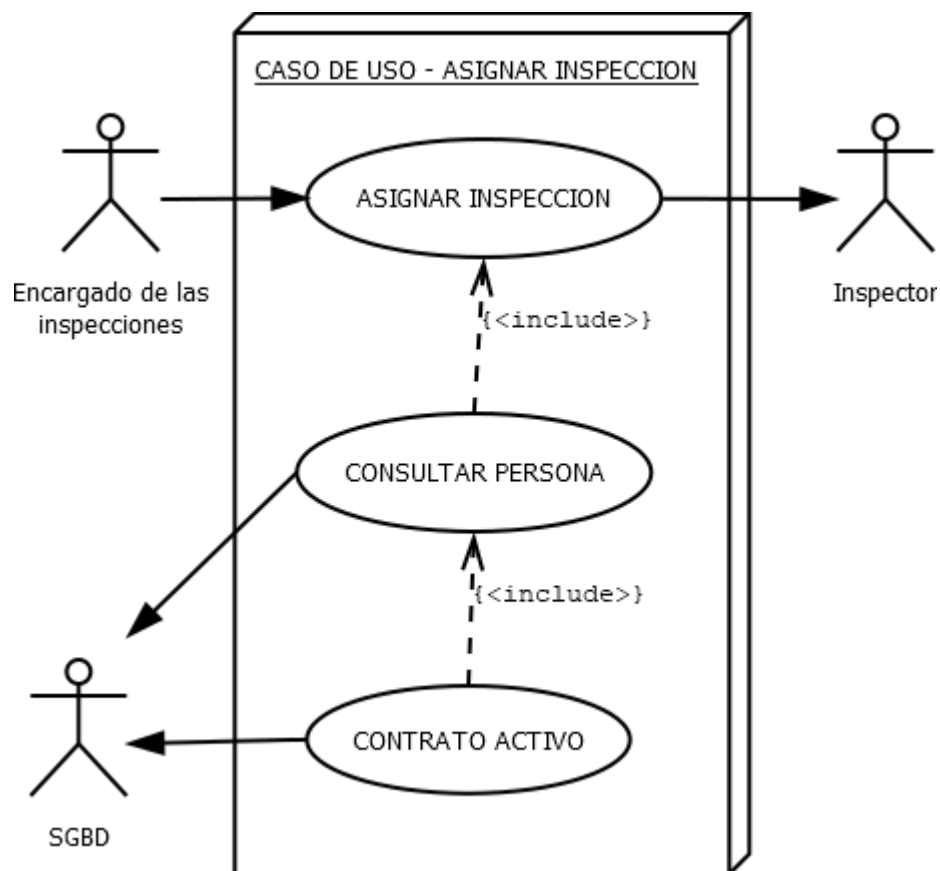 CASO DE USO - ASIGNAR INSPECCION
ASIGNAR INSPECCION
Encargado de las
inspecciones
Inspector
{<include>}
CONSULTAR PERSONA
{<include>}
CONTRATO ACTIVO
SGBD